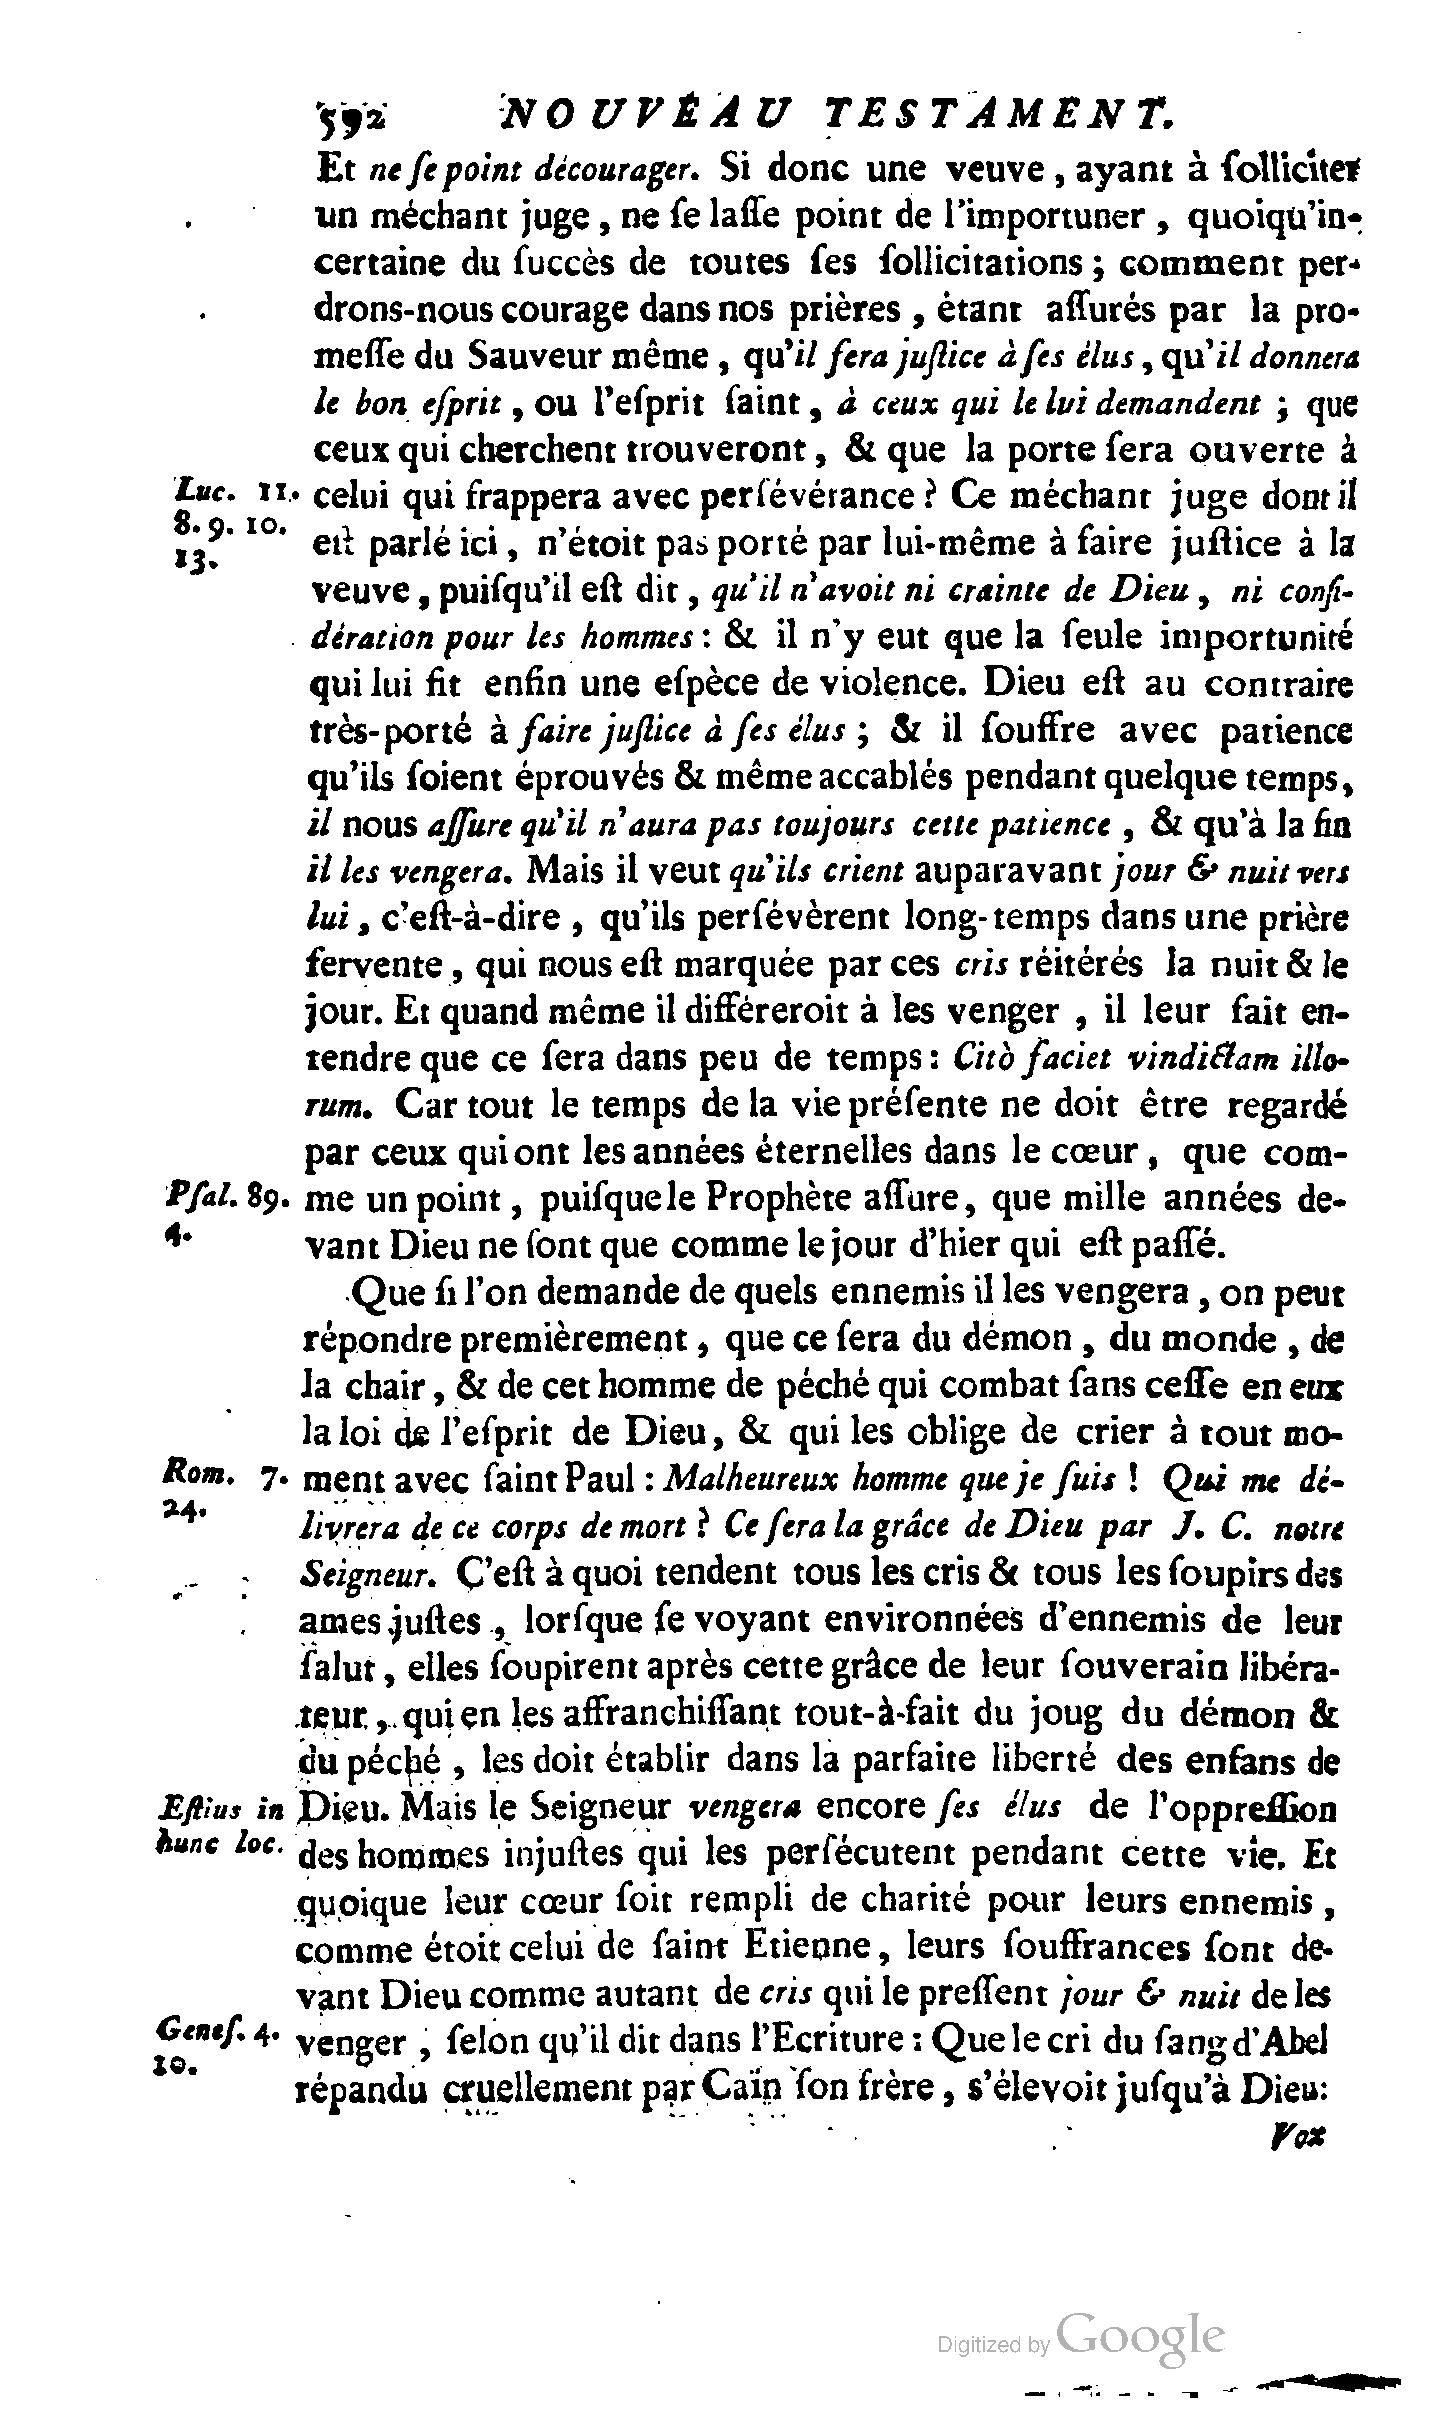 592 NOUVEAU TESTAMENT.
Et ne ſe point décourager. Si donc une veuve, ayant à ſolliciter
un méchant juge, ne ſe laſſe point de l'importuner, quoiqu'in-
certaine du ſuccès de toutes ſes ſollicitations; comment per-
drons-nous courage dans nos prières, étant aſſurés par la pro-
meſſe du Sauveur même, qu'il fera juſtice à ſes élus, qu'il donnera
le bon eſprit, ou l'eſprit ſaint, à ceux qui le lui demandent; que
ceux qui cherchent trouveront, & que la porte ſera ouverte à
Luc. 11. celui qui frappera avec perſévérance? Ce méchant juge dont il
8. 9. 10. eſt parlé ici, n'étoit pas porté par lui-même à faire juſtice à la
13.
veuve, puiſqu'il eſt dit, qu'il n'avoit ni crainte de Dieu, ni conſi-
dération pour les hommes: & il n'y eut que la ſeule importunité
qui lui fit enfin une eſpèce de violence. Dieu eſt au contraire
très-porté à faire juſtice à ſes élus; & il ſouffre avec patience
qu'ils ſoient éprouvés & même accablés pendant quelque temps,
il nous aſſure qu'il n'aura pas toujours cette patience, & qu'à la fin
il les vengera. Mais il veut qu'ils crient auparavant jour & nuit vers
lui, c'eſt-à-dire, qu'ils perſévèrent long-temps dans une prière
fervente, qui nous eſt marquée par ces cris réitérés la nuit & le
jour. Et quand même il différeroit à les venger, il leur fait en-
tendre que ce ſera dans peu de temps: Citò faciet vindictam illo-
rum. Car tout le temps de la vie préſente ne doit être regardé
par ceux qui ont les années éternelles dans le cœur, que com-
Pſal. 89. me un point, puiſque le Prophète aſſure, que mille années de-
4. vant Dieu ne ſont que comme le jour d'hier qui eſt paſſé.
Que ſi l'on demande de quels ennemis il les vengera, on peut
répondre premièrement, que ce ſera du démon, du monde, de
la chair, & de cet homme de péché qui combat ſans ceſſe en eux
la loi de l'eſprit de Dieu, & qui les oblige de crier à tout mo-
Rom. 7. ment avec ſaint Paul: Malheureux homme que je ſuis! Qui me dé-
24. livrera de ce corps de mort? Ce ſera la grâce de Dieu par J. C. notre
Seigneur. C'eſt à quoi tendent tous les cris & tous les ſoupirs des
ames juſtes, lorſque ſe voyant environnées d'ennemis de leur
ſalut, elles ſoupirent après cette grâce de leur ſouverain libéra-
teur, qui en les affranchiſſant tout-à-fait du joug du démon &
du péché, les doit établir dans la parfaite liberté des enfans de
Eſtius in Dieu. Mais le Seigneur vengera encore ſes élus de l'oppreſſion
hunc loc. des hommes injuſtes qui les perſécutent pendant cette vie. Et
quoique leur cœur ſoit rempli de charité pour leurs ennemis,
comme étoit celui de ſaint Etienne, leurs ſouffrances ſont de-
vant Dieu comme autant de cris qui le preſſent jour & nuit de les
Geneſ. 4. venger, ſelon qu'il dit dans l'Ecriture: Que le cri du ſang d'Abel
10. répandu cruellement par Caïn ſon frère, s'élevoit juſqu'à Dieu:
Vox
Digitized by Google